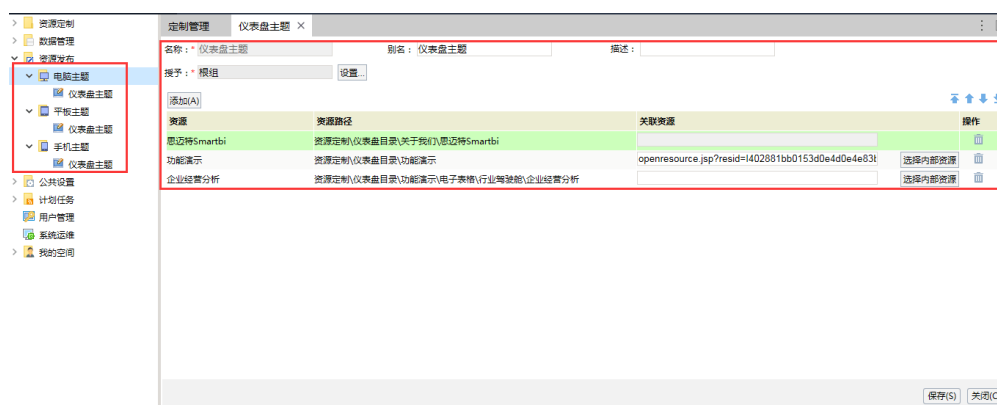 资源定制
数据管理
资源发布
电脑主题
仪表盘主题
平板主题
仪表盘主题
手机主题
仪表盘主题
公共设置
计划任务
用户管理
系统运维
我的空间
定制管理 仪表盘主题 ×
名称：* 仪表盘主题 别名： 仪表盘主题 描述：
授予：* 根组 设置...
添加(A)
资源 资源路径 关联资源 操作
思迈特Smartbi 资源定制\仪表盘目录\关于我们\思迈特Smartbi
功能演示 资源定制\仪表盘目录\功能演示 openresource.jsp?resid=I402881bb0153d0e4d0e4e83b 选择内部资源
企业经营分析 资源定制\仪表盘目录\功能演示\电子表格\行业驾驶舱\企业经营分析 选择内部资源
保存(S) 关闭(C